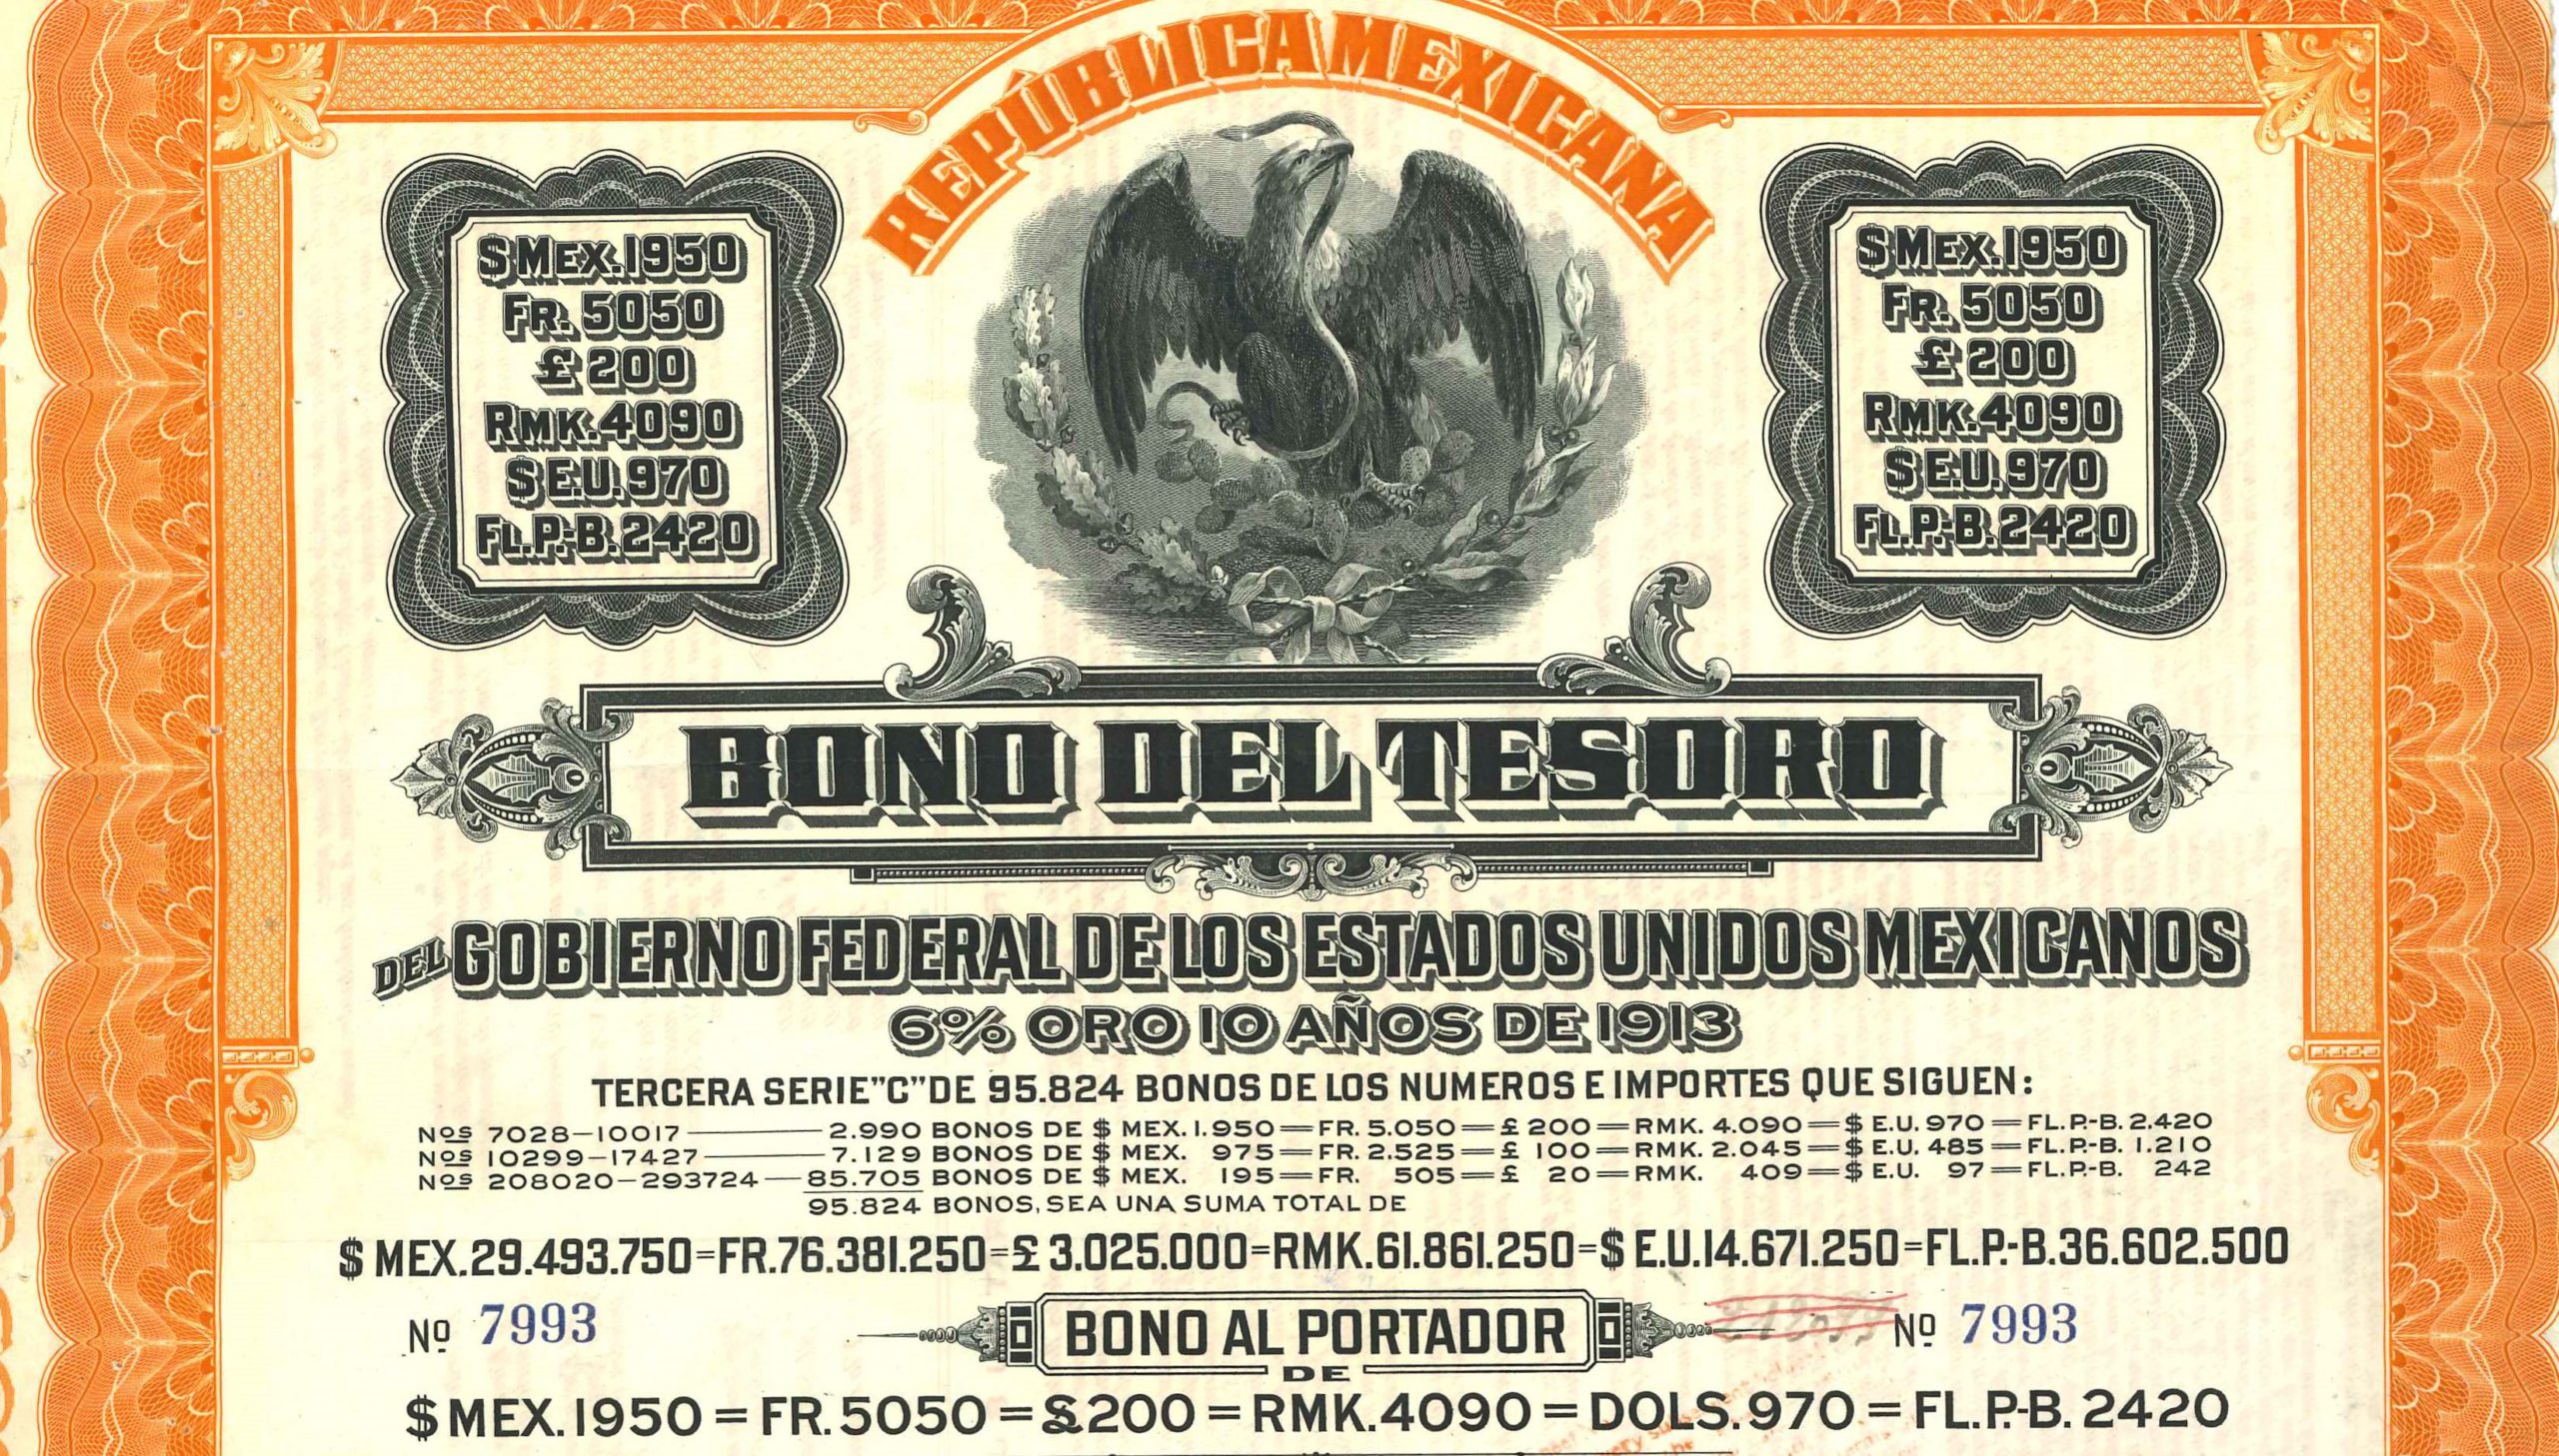 REPÚBLICA MEXICANA
$ MEX. 1950
FR. 5050
£ 200
RMK. 4090
$ E.U. 970
FL.P.-B. 2420
$ MEX. 1950
FR. 5050
£ 200
RMK. 4090
$ E.U. 970
FL.P.-B. 2420
BONO DEL TESORO
DEL GOBIERNO FEDERAL DE LOS ESTADOS UNIDOS MEXICANOS
6% ORO 10 AÑOS DE 1913
TERCERA SERIE "C" DE 95.824 BONOS DE LOS NUMEROS E IMPORTES QUE SIGUEN:
Nos 7028—10017 — 2.990 BONOS DE $ MEX. 1.950 = FR. 5.050 = £ 200 = RMK. 4.090 = $ E.U. 970 = FL.P.-B. 2.420
Nos 10299—17427 — 7.129 BONOS DE $ MEX. 975 = FR. 2.525 = £ 100 = RMK. 2.045 = $ E.U. 485 = FL.P.-B. 1.210
Nos 208020—293724 — 85.705 BONOS DE $ MEX. 195 = FR. 505 = £ 20 = RMK. 409 = $ E.U. 97 = FL.P.-B. 242
95.824 BONOS, SEA UNA SUMA TOTAL DE
$ MEX. 29.493.750 = FR. 76.381.250 = £ 3.025.000 = RMK. 61.861.250 = $ E.U. 14.671.250 = FL.P.-B. 36.602.500
Nº 7993
BONO AL PORTADOR
Nº 7993
DE
$ MEX. 1950 = FR. 5050 = £ 200 = RMK. 4090 = DOLS. 970 = FL.P.-B. 2420